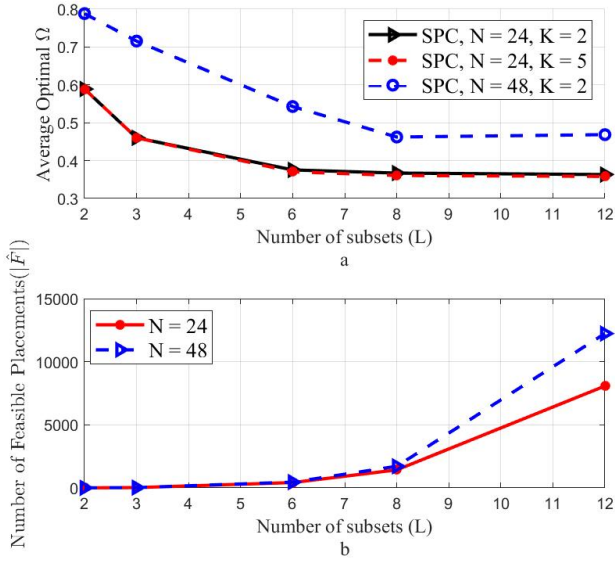 0.8
0.7
0.6
0.5
0.4
0.3
Average Optimal Ω
SPC, N = 24, K = 2
SPC, N = 24, K = 5
SPC, N = 48, K = 2
2 3 4 5 6 7 8 9 10 11 12
Number of subsets (L)
a
Number of Feasible Placements(|F̂|)
15000
10000
5000
0
N = 24
N = 48
2 3 4 5 6 7 8 9 10 11 12
Number of subsets (L)
b